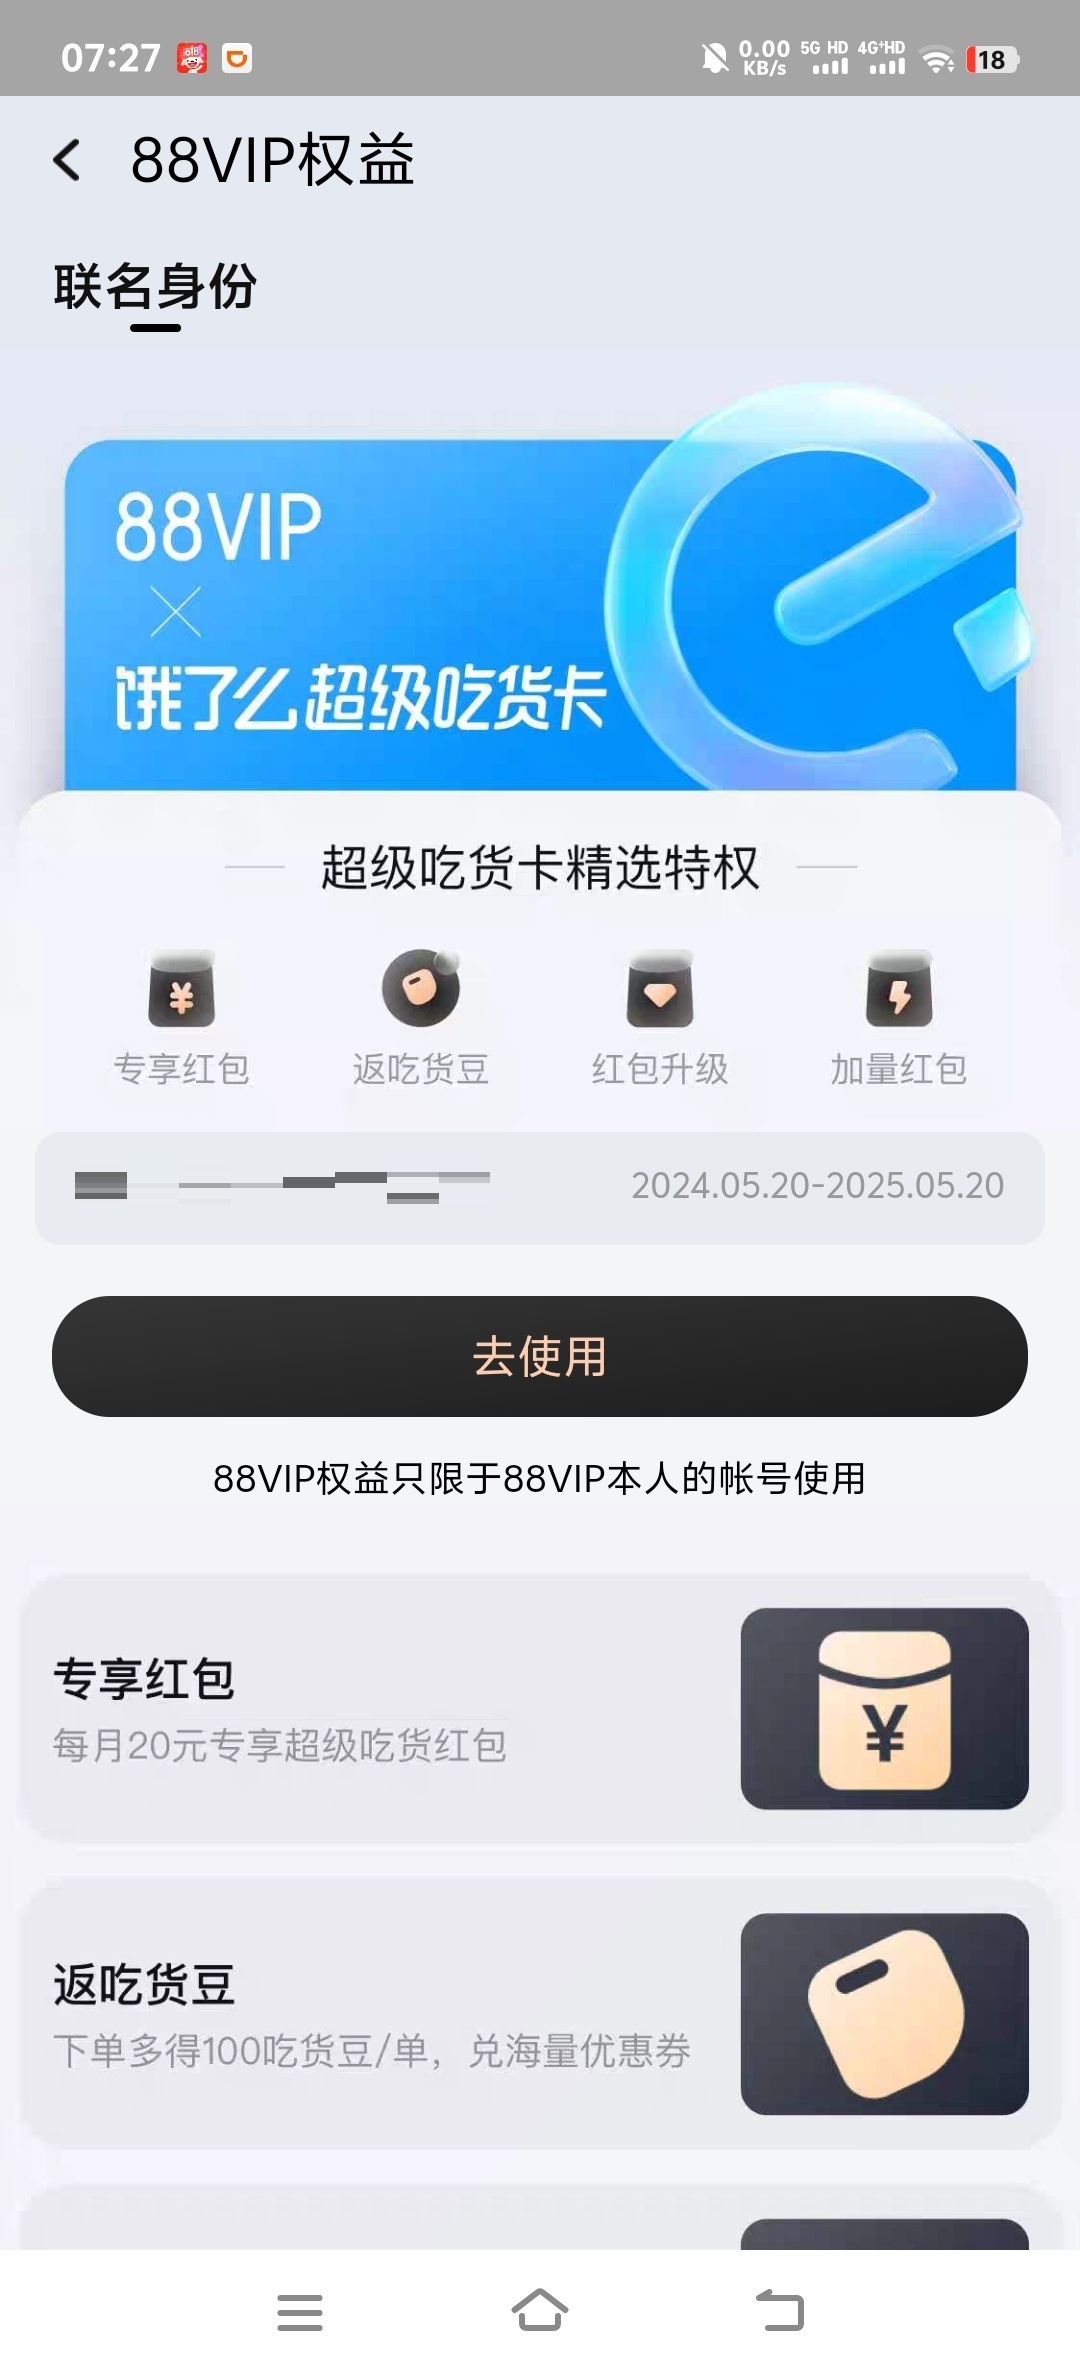 07:27
618
0.00 KB/s 5G HD 4G+HD 18
88VIP权益
联名身份
88VIP
饿了么超级吃货卡
超级吃货卡精选特权
专享红包 返吃货豆 红包升级 加量红包
2024.05.20-2025.05.20
去使用
88VIP权益只限于88VIP本人的帐号使用
专享红包
每月20元专享超级吃货红包
¥
返吃货豆
下单多得100吃货豆/单，兑海量优惠券